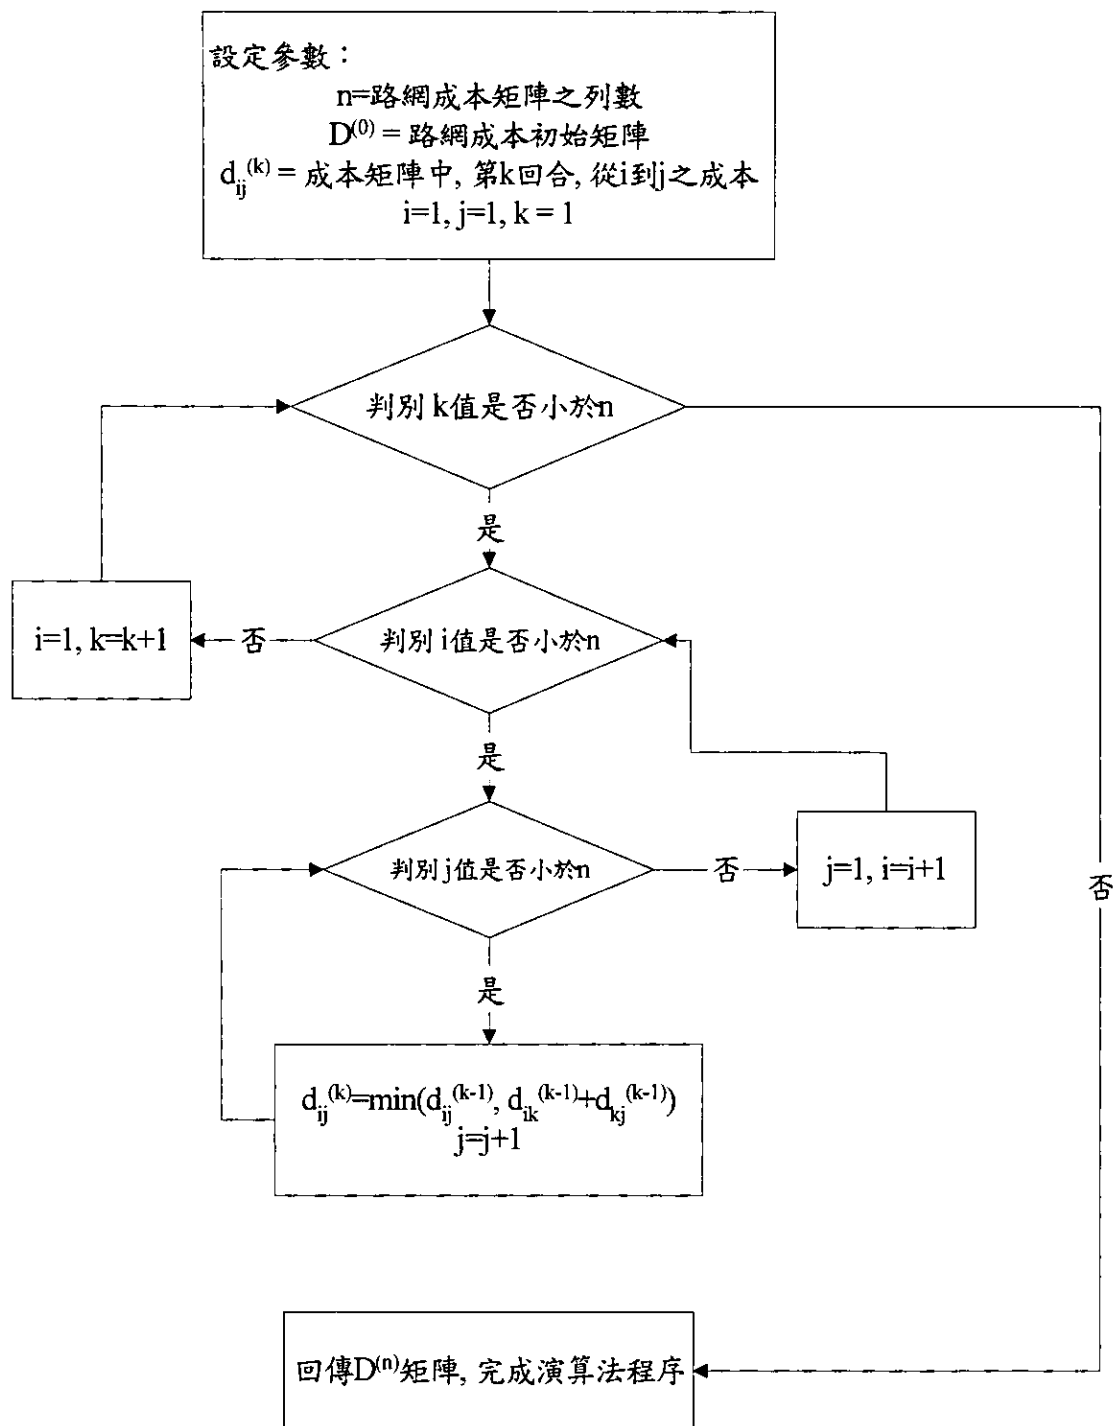 設定參數：
n=路網成本矩陣之列數
D⁽⁰⁾ = 路網成本初始矩陣
dᵢⱼ⁽ᵏ⁾ = 成本矩陣中, 第k回合, 從i到j之成本
i=1, j=1, k = 1
判別 k值是否小於n
是
i=1, k=k+1
否
判別 i值是否小於n
是
判別 j值是否小於n
否
j=1, i=i+1
否
是
dᵢⱼ⁽ᵏ⁾=min(dᵢⱼ⁽ᵏ⁻¹⁾, dᵢₖ⁽ᵏ⁻¹⁾+dₖⱼ⁽ᵏ⁻¹⁾)
j=j+1
回傳D⁽ⁿ⁾矩陣, 完成演算法程序